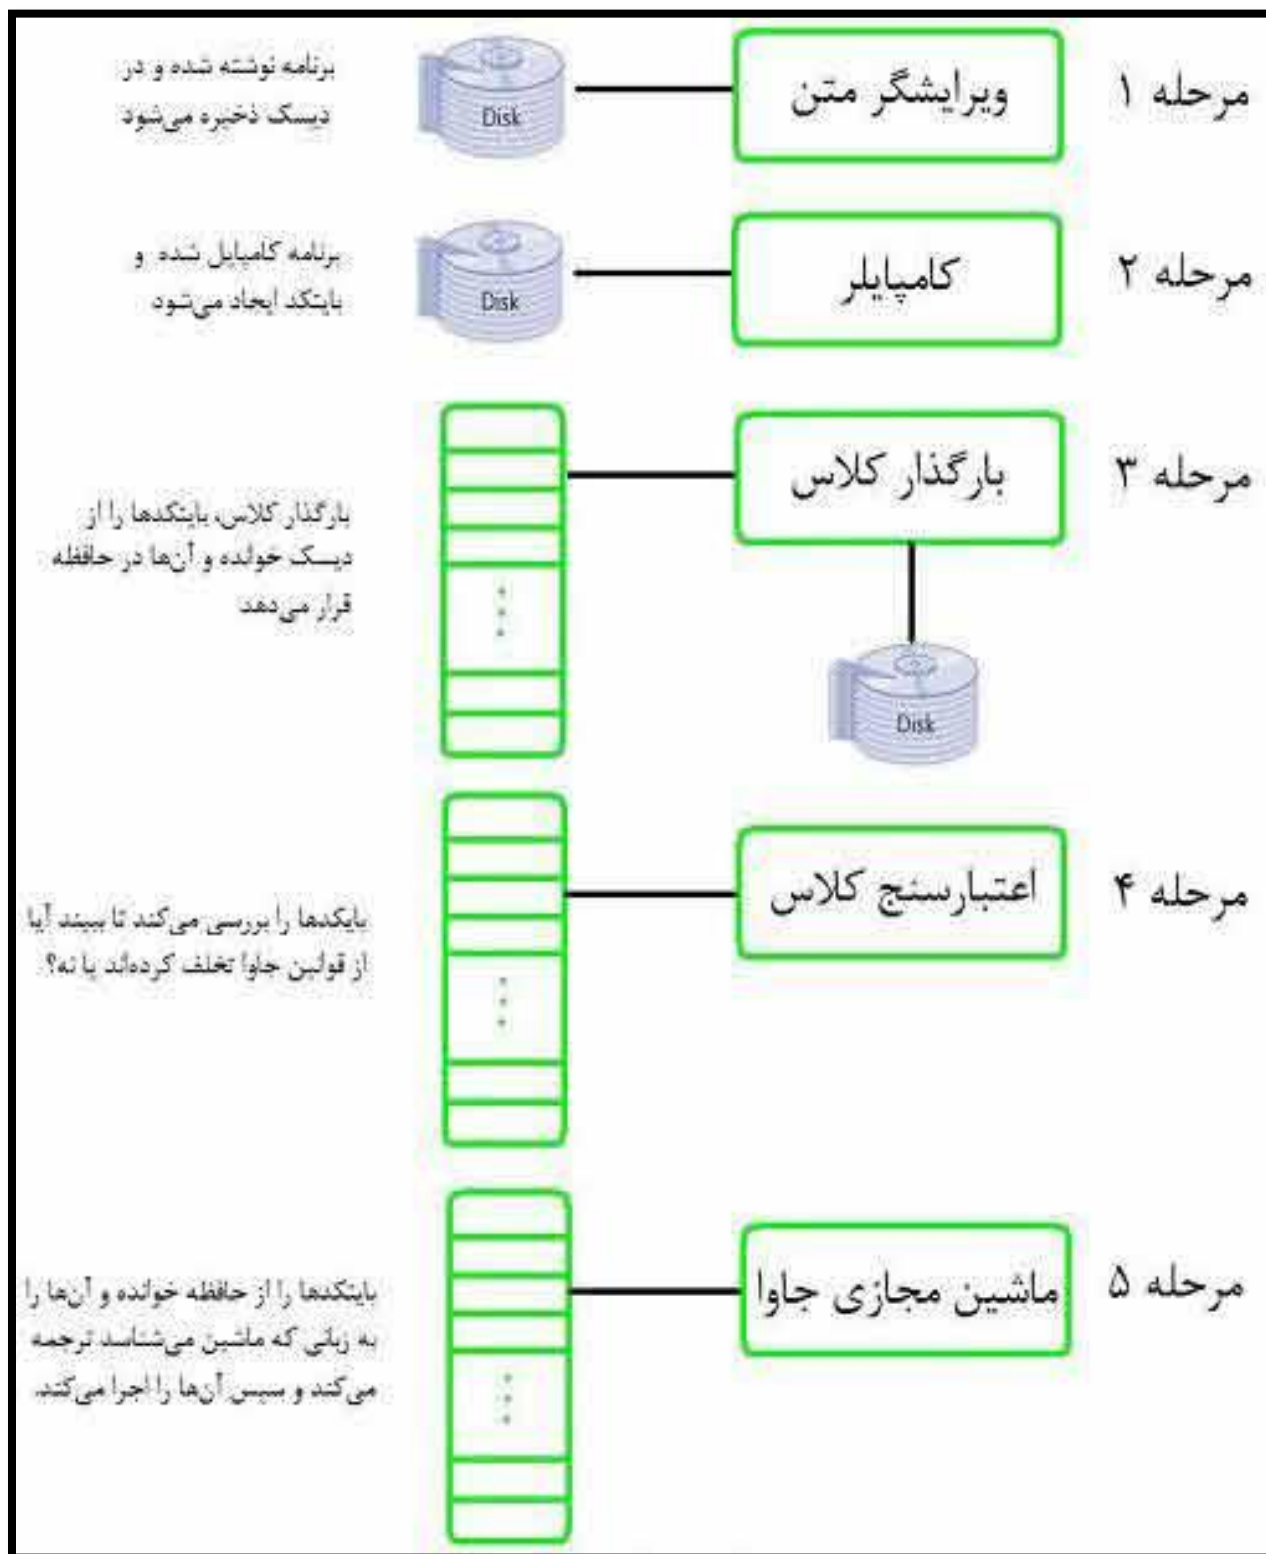 مرحله ۱
ویرایشگر متن
Disk
برنامه نوشته شده و در
دیسک ذخیره می‌شود
مرحله ۲
کامپایلر
Disk
برنامه کامپایل شده و
بایتکد ایجاد می‌شود
مرحله ۳
بارگذار کلاس
Disk
بارگذار کلاس، بایتکدها را از
دیسک خوانده و آن‌ها در حافظه
قرار می‌دهد
مرحله ۴
اعتبارسنج کلاس
بایکدها را بررسی می‌کند تا ببیند آیا
از قوانین جاوا تخلف کرده‌اند یا نه؟
مرحله ۵
ماشین مجازی جاوا
بایتکدها را از حافظه خوانده و آن‌ها را
به زبانی که ماشین می‌شناسد ترجمه
می‌کند و سپس آن‌ها را اجرا می‌کند.